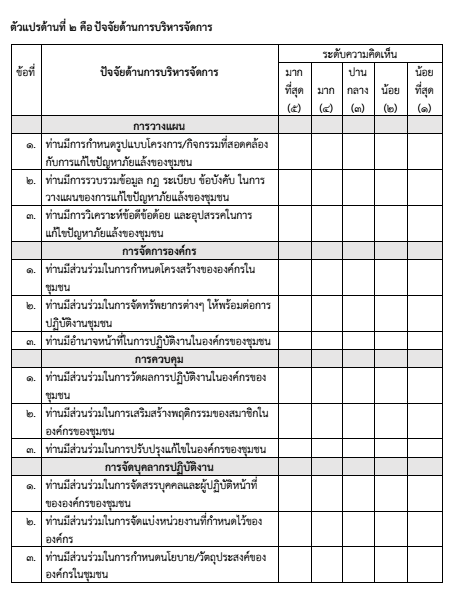 ตัวแปรด้านที่ ๒ คือ ปัจจัยด้านการบริหารจัดการ
ข้อที่ ปัจจัยด้านการบริหารจัดการ ระดับความคิดเห็น
มากที่สุด (๕) มาก (๔) ปานกลาง (๓) น้อย (๒) น้อยที่สุด (๑)
การวางแผน
๑. ท่านมีการกำหนดรูปแบบโครงการ/กิจกรรมที่สอดคล้อง
กับการแก้ไขปัญหาภัยแล้งของชุมชน
๒. ท่านมีการรวบรวมข้อมูล กฎ ระเบียบ ข้อบังคับ ในการ
วางแผนของการแก้ไขปัญหาภัยแล้งของชุมชน
๓. ท่านมีการวิเคราะห์ข้อดีข้อด้อย และอุปสรรคในการ
แก้ไขปัญหาภัยแล้งของชุมชน
การจัดการองค์กร
๑. ท่านมีส่วนร่วมในการกำหนดโครงสร้างขององค์กรใน
ชุมชน
๒. ท่านมีส่วนร่วมในการจัดทรัพยากรต่างๆ ให้พร้อมต่อการ
ปฏิบัติงานชุมชน
๓. ท่านมีอำนาจหน้าที่ในการปฏิบัติงานในองค์กรของชุมชน
การควบคุม
๑. ท่านมีส่วนร่วมในการวัดผลการปฏิบัติงานในองค์กรของ
ชุมชน
๒. ท่านมีส่วนร่วมในการเสริมสร้างพฤติกรรมของสมาชิกใน
องค์กรของชุมชน
๓. ท่านมีส่วนร่วมในการปรับปรุงแก้ไขในองค์กรของชุมชน
การจัดบุคลากรปฏิบัติงาน
๑. ท่านมีส่วนร่วมในการจัดสรรบุคคลและผู้ปฏิบัติหน้าที่
ขององค์กรของชุมชน
๒. ท่านมีส่วนร่วมในการจัดแบ่งหน่วยงานที่กำหนดไว้ของ
องค์กร
๓. ท่านมีส่วนร่วมในการกำหนดนโยบาย/วัตถุประสงค์ของ
องค์กรในชุมชน